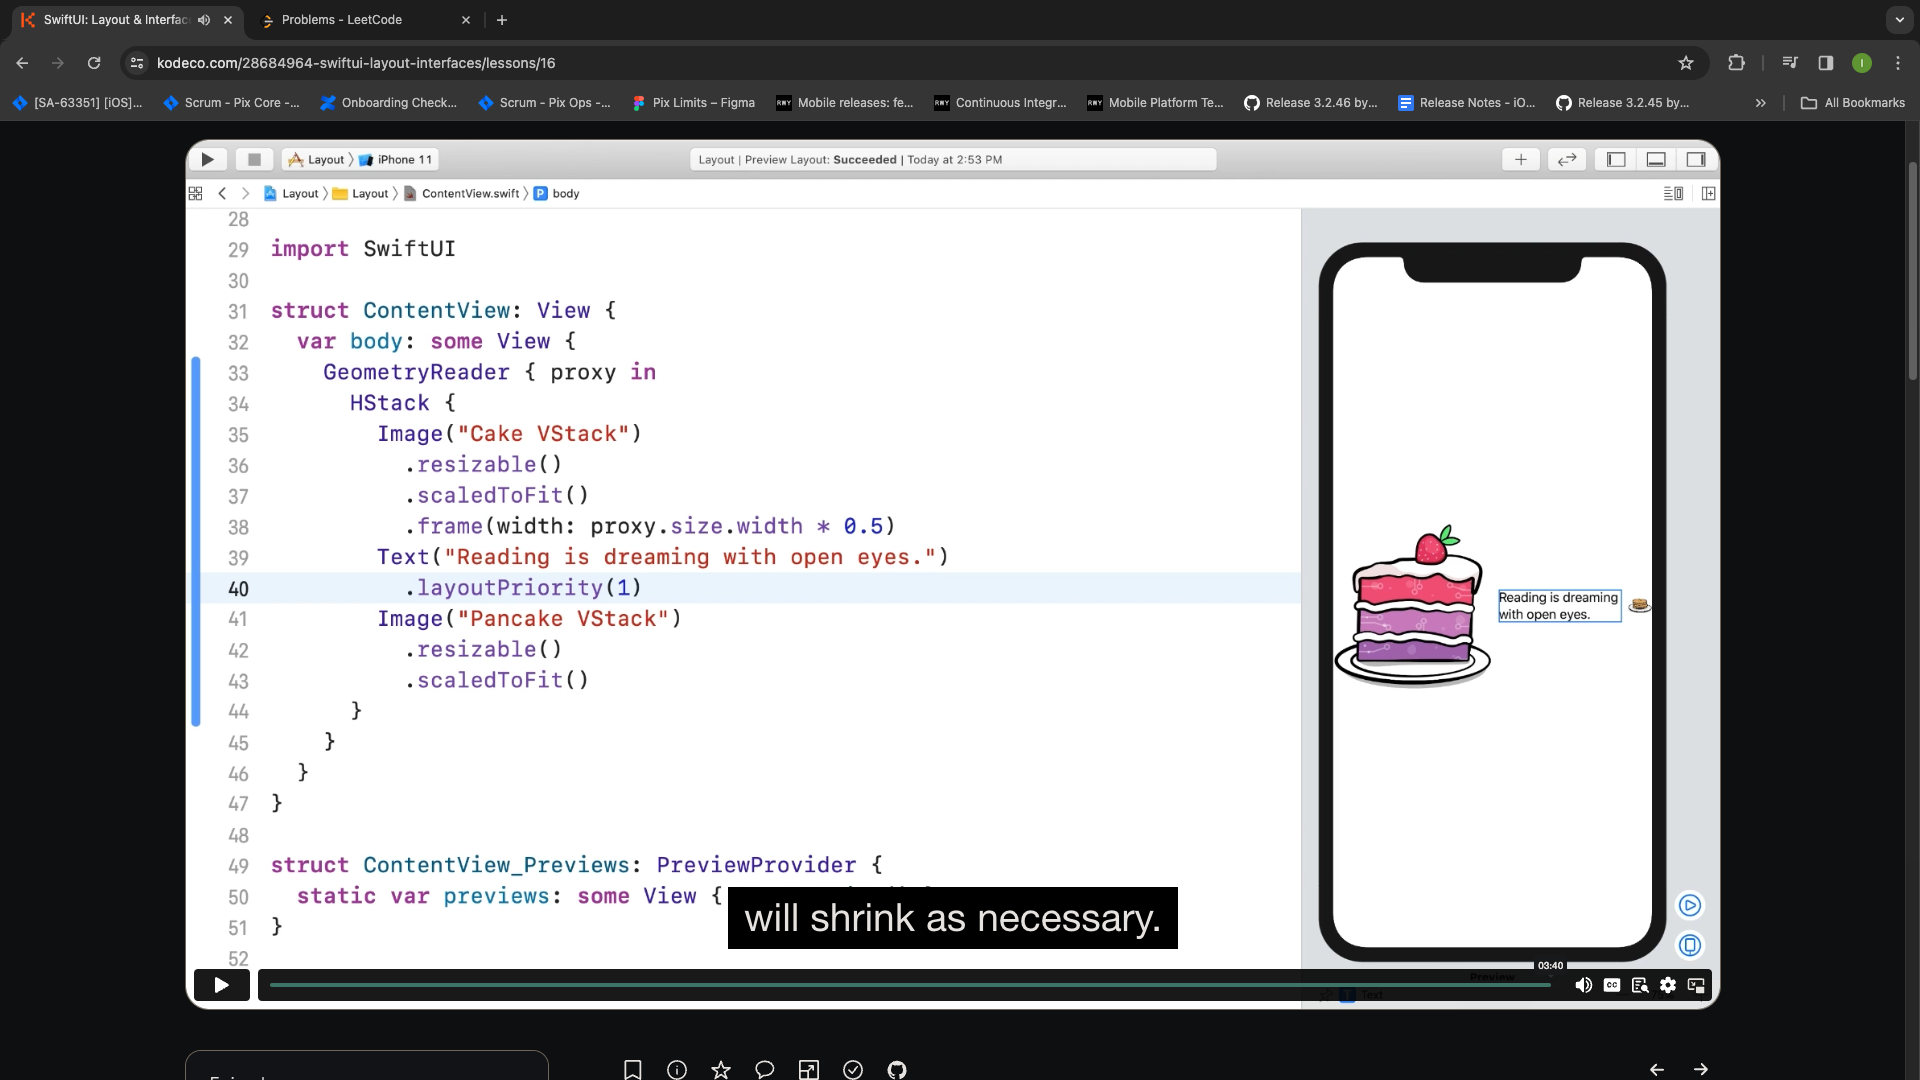 SwiftUI: Layout & Interfac
Problems - LeetCode
kodeco.com/28684964-swiftui-layout-interfaces/lessons/16
[SA-63351] [iOS]...
Scrum - Pix Core -...
Onboarding Check...
Scrum - Pix Ops -...
Pix Limits – Figma
Mobile releases: fe...
Continuous Integr...
Mobile Platform Te...
Release 3.2.46 by...
Release Notes - iO...
Release 3.2.45 by...
All Bookmarks
Layout
iPhone 11
Layout | Preview Layout: Succeeded | Today at 2:53 PM
Layout
Layout
ContentView.swift
body
28
29 import SwiftUI
30
31 struct ContentView: View {
32 var body: some View {
33 GeometryReader { proxy in
34 HStack {
35 Image("Cake VStack")
36 .resizable()
37 .scaledToFit()
38 .frame(width: proxy.size.width * 0.5)
39 Text("Reading is dreaming with open eyes.")
40 .layoutPriority(1)
41 Image("Pancake VStack")
42 .resizable()
43 .scaledToFit()
44 }
45 }
46 }
47 }
48
49 struct ContentView_Previews: PreviewProvider {
50 static var previews: some View {
51 }
52
Reading is dreaming
with open eyes.
will shrink as necessary.
03:40
Preview
Text